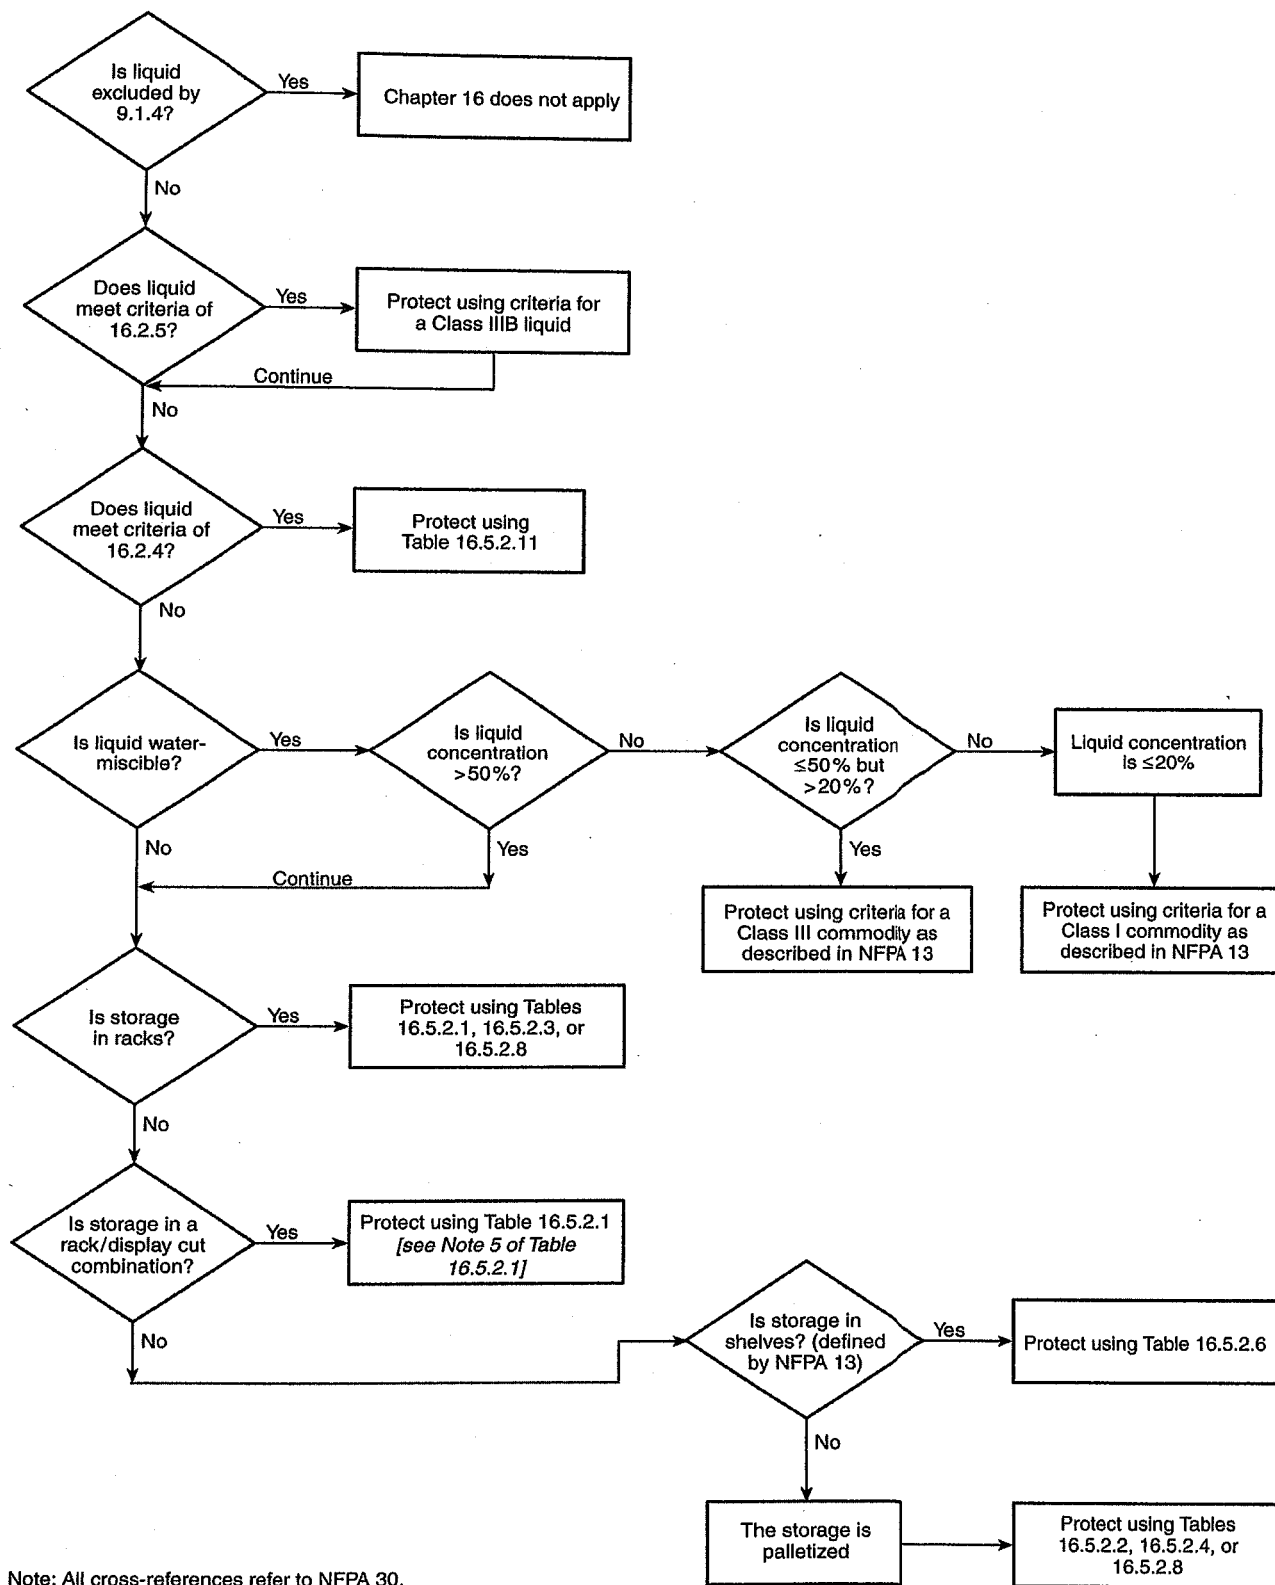 Is liquid
excluded by
9.1.4?
Yes
Chapter 16 does not apply
No
Does liquid
meet criteria of
16.2.5?
Yes
Protect using criteria for
a Class IIIB liquid
Continue
No
Does liquid
meet criteria of
16.2.4?
Yes
Protect using
Table 16.5.2.11
No
Is liquid water-
miscible?
Yes
Is liquid
concentration
>50%?
No
Is liquid
concentration
≤50% but
>20%?
No
Liquid concentration
is ≤20%
No
Yes
Continue
Yes
Protect using criteria for a
Class III commodity as
described in NFPA 13
Protect using criteria for a
Class I commodity as
described in NFPA 13
Is storage
in racks?
Yes
Protect using Tables
16.5.2.1, 16.5.2.3, or
16.5.2.8
No
Is storage in a
rack/display cut
combination?
Yes
Protect using Table 16.5.2.1
[see Note 5 of Table
16.5.2.1]
No
Is storage in
shelves? (defined
by NFPA 13)
Yes
Protect using Table 16.5.2.6
No
The storage is
palletized
Protect using Tables
16.5.2.2, 16.5.2.4, or
16.5.2.8
Note: All cross-references refer to NFPA 30.